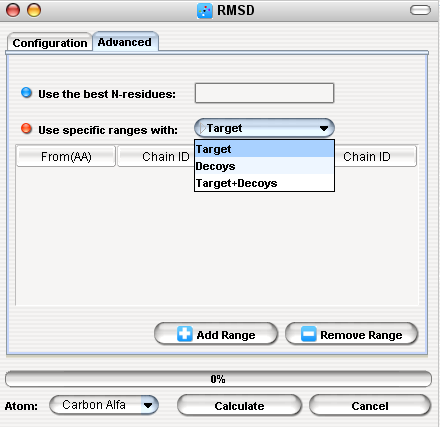 RMSD
Configuration Advanced
Use the best N-residues:
Use specific ranges with: Target
Target
Decoys
Target+Decoys
From(AA) Chain ID Chain ID
Add Range Remove Range
0%
Atom: Carbon Alfa Calculate Cancel